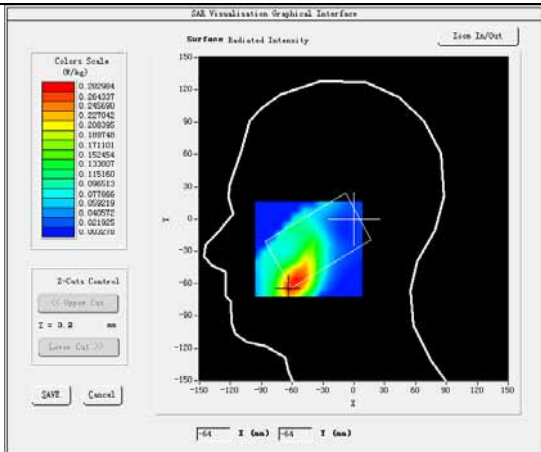 SAR Visualisation Graphical Interface
Surface Radiated Intensity
Zoom In/Out
Colors Scale
(W/kg)
0.282984
0.264337
0.245690
0.227042
0.208395
0.189748
0.171101
0.152454
0.133807
0.115160
0.096513
0.077866
0.059219
0.040572
0.021925
0.003278
Z-Cuts Control
<< Upper Cut
Z = 3.2 mm
Lower Cut >>
SAVE Cancel
150
120
90
60
30
0
-30
-60
-90
-120
-150
Y
-150 -120 -90 -60 -30 0 30 60 90 120 150
X
-64 X (mm) -64 Y (mm)